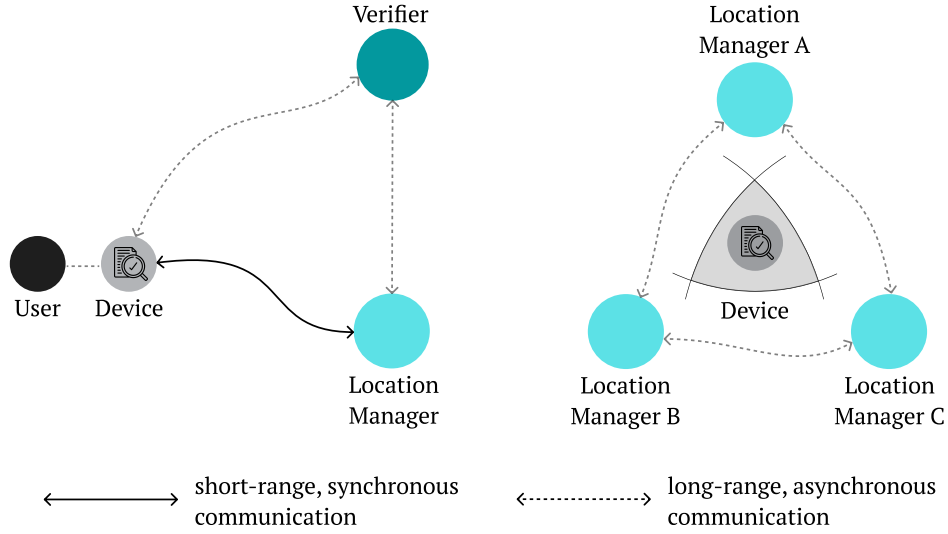 Verifier
User
Device
Location
Manager
Location
Manager A
Device
Location
Manager B
Location
Manager C
short-range, synchronous
communication
long-range, asynchronous
communication